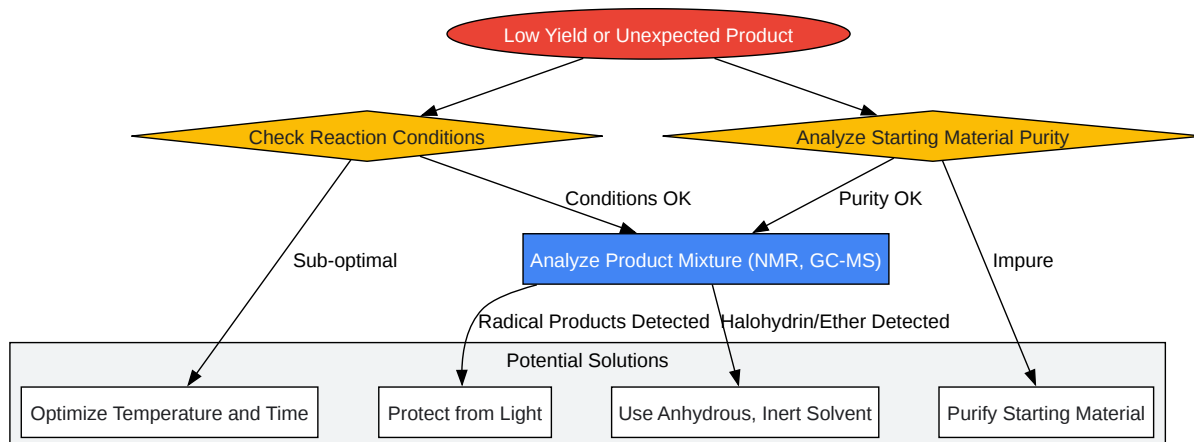 Low Yield or Unexpected Product
Check Reaction Conditions
Analyze Starting Material Purity
Conditions OK
Purity OK
Sub-optimal
Analyze Product Mixture (NMR, GC-MS)
Impure
Radical Products Detected
Halohydrin/Ether Detected
Potential Solutions
Optimize Temperature and Time
Protect from Light
Use Anhydrous, Inert Solvent
Purify Starting Material